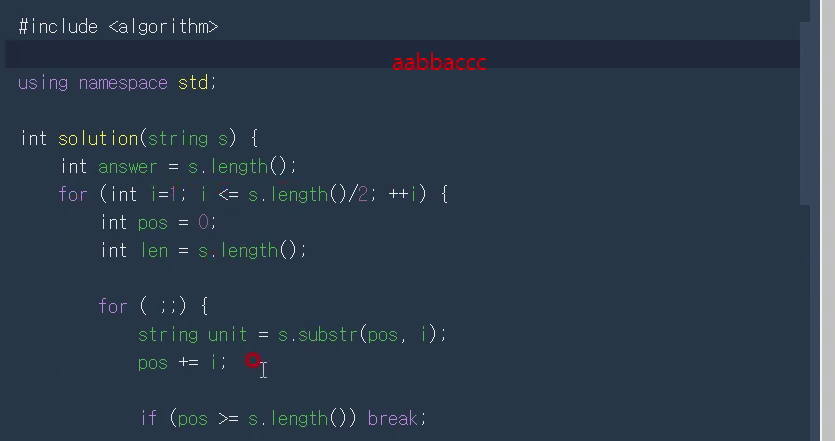 #include <algorithm>
aabbaccc
using namespace std;
int solution(string s) {
int answer = s.length();
for (int i=1; i <= s.length()/2; ++i) {
int pos = 0;
int len = s.length();
for ( ;;) {
string unit = s.substr(pos, i);
pos += i;
if (pos >= s.length()) break;